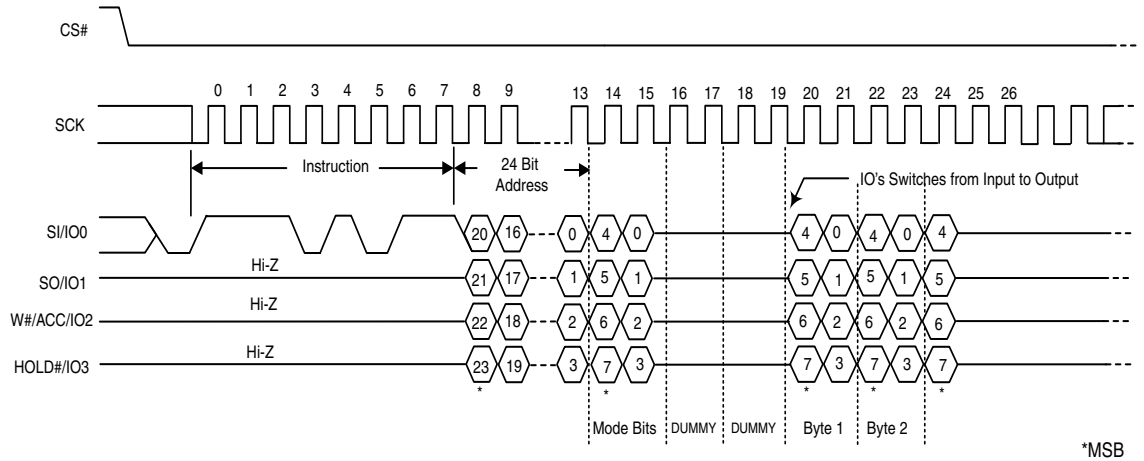 CS#
0 1 2 3 4 5 6 7 8 9 13 14 15 16 17 18 19 20 21 22 23 24 25 26
SCK
Instruction
24 Bit
Address
IO's Switches from Input to Output
SI/IO0
20 16 0 4 0 4 0 4 0 4
Hi-Z
SO/IO1
21 17 1 5 1 5 1 5 1 5
Hi-Z
W#/ACC/IO2
22 18 2 6 2 6 2 6 2 6
Hi-Z
HOLD#/IO3
23 19 3 7 3 7 3 7 3 7
* * * * *
Mode Bits DUMMY DUMMY Byte 1 Byte 2
*MSB